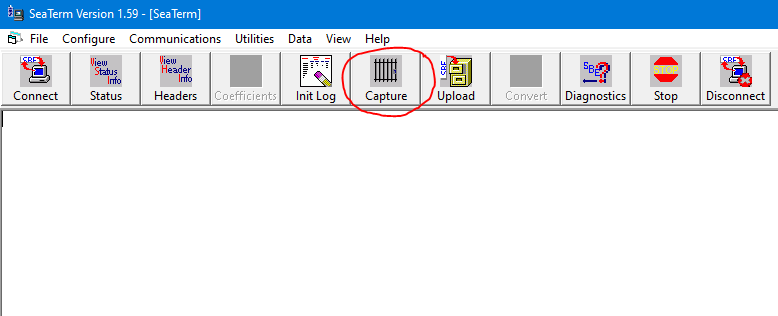 SeaTerm Version 1.59 - [SeaTerm]
File Configure Communications Utilities Data View Help
SBE View Status Info View Header Info SBE SBE STOP SBE
Connect Status Headers Coefficients Init Log Capture Upload Convert Diagnostics Stop Disconnect